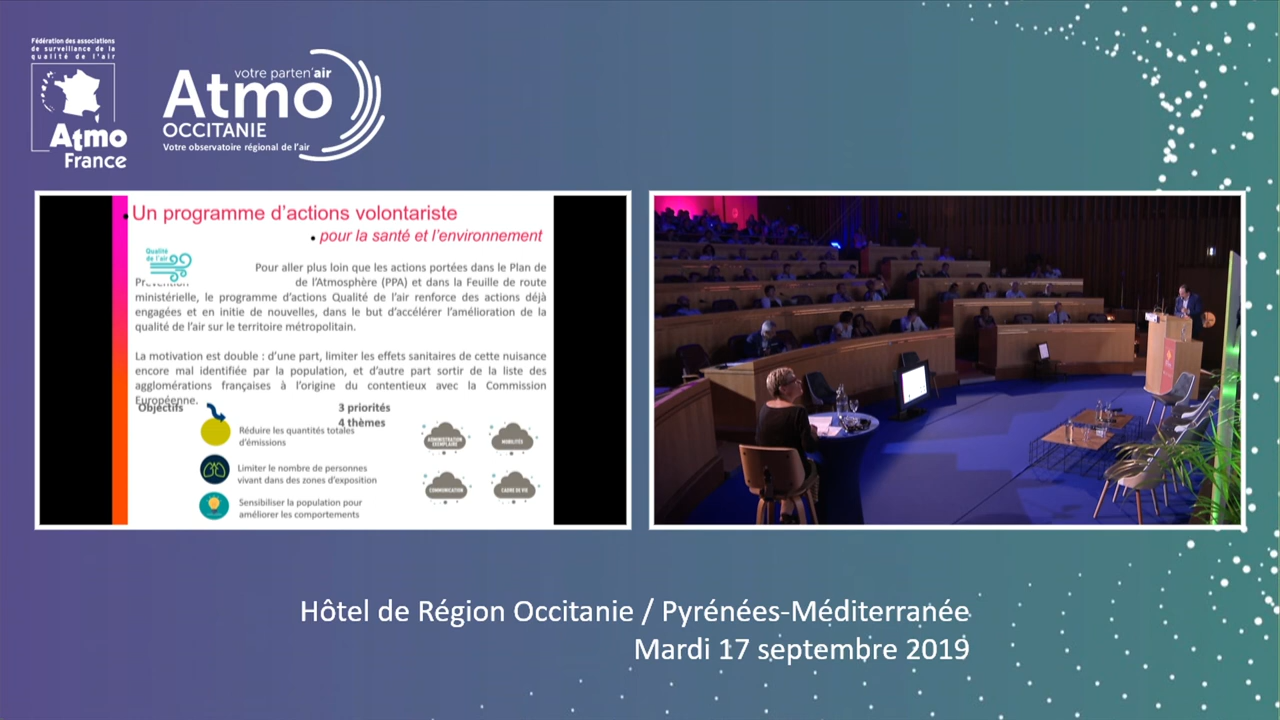 Fédération des associations
de surveillance de la
qualité de l'air
Atmo
France
votre parten'air
Atmo
OCCITANIE
Votre observatoire régional de l'air
Un programme d'actions volontariste
pour la santé et l'environnement
Qualité
de l'air
Pour aller plus loin que les actions portées dans le Plan de
Prévention de l'Atmosphère (PPA) et dans la Feuille de route
ministérielle, le programme d'actions Qualité de l'air renforce des actions déjà
engagées et en initie de nouvelles, dans le but d'accélérer l'amélioration de la
qualité de l'air sur le territoire métropolitain.
La motivation est double : d'une part, limiter les effets sanitaires de cette nuisance
encore mal identifiée par la population, et d'autre part sortir de la liste des
agglomérations françaises à l'origine du contentieux avec la Commission
Européenne.
Objectifs
3 priorités
4 thèmes
Réduire les quantités totales
d'émissions
Limiter le nombre de personnes
vivant dans des zones d'exposition
Sensibiliser la population pour
améliorer les comportements
ADMINISTRATION
EXEMPLAIRE
MOBILITÉS
COMMUNICATION
CADRE DE VIE
Hôtel de Région Occitanie / Pyrénées-Méditerranée
Mardi 17 septembre 2019